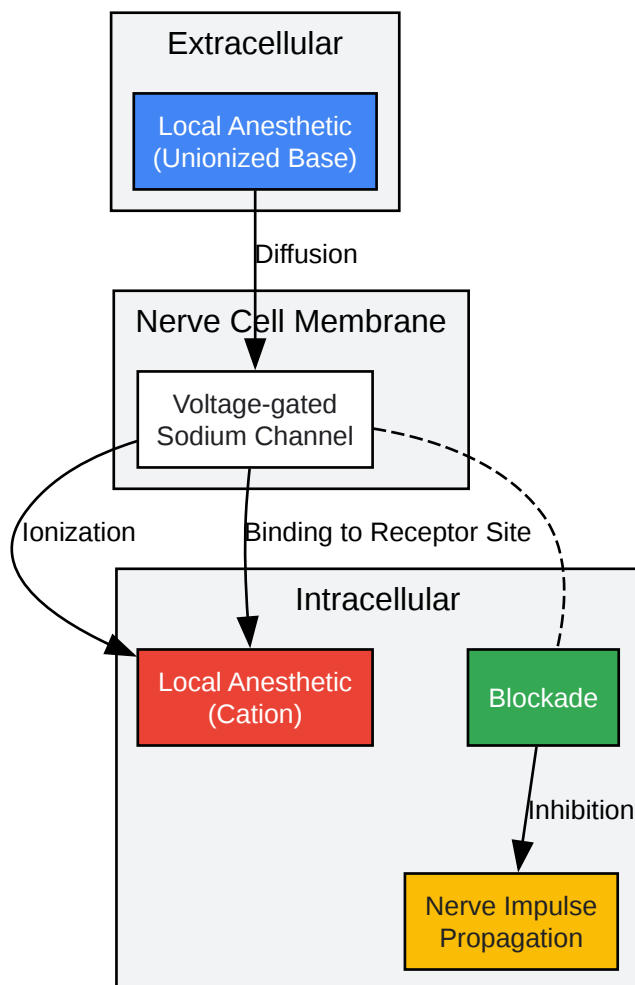 Extracellular
Local Anesthetic
(Unionized Base)
Diffusion
Nerve Cell Membrane
Voltage-gated
Sodium Channel
Ionization
Binding to Receptor Site
Intracellular
Local Anesthetic
(Cation)
Blockade
Inhibition
Nerve Impulse
Propagation